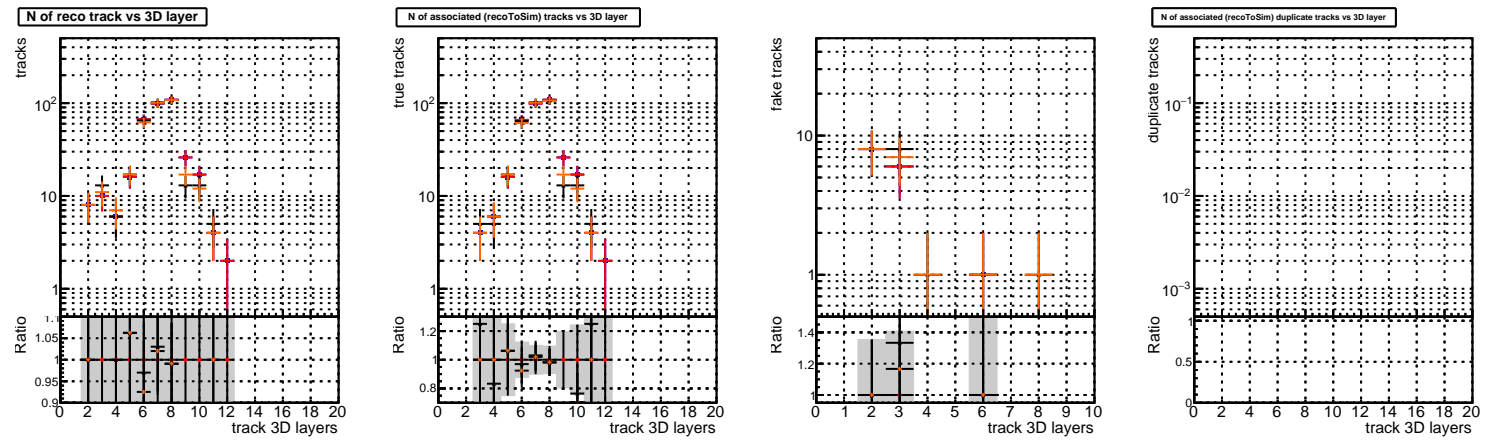 N of reco track vs 3D layer
tracks
10²
10
1
Ratio
1.1
1.05
1
0.95
0.9
0 2 4 6 8 10 12 14 16 18 20
track 3D layers
N of associated (recoToSim) tracks vs 3D layer
true tracks
10²
10
1
Ratio
1.2
1
0.8
0 2 4 6 8 10 12 14 16 18 20
track 3D layers
fake tracks
10
1
Ratio
1.4
1.2
1
0 1 2 3 4 5 6 7 8 9 10
track 3D layers
N of associated (recoToSim) duplicate tracks vs 3D layer
duplicate tracks
10⁻¹
10⁻²
10⁻³
Ratio
1
0.5
0
0 2 4 6 8 10 12 14 16 18 20
track 3D layers